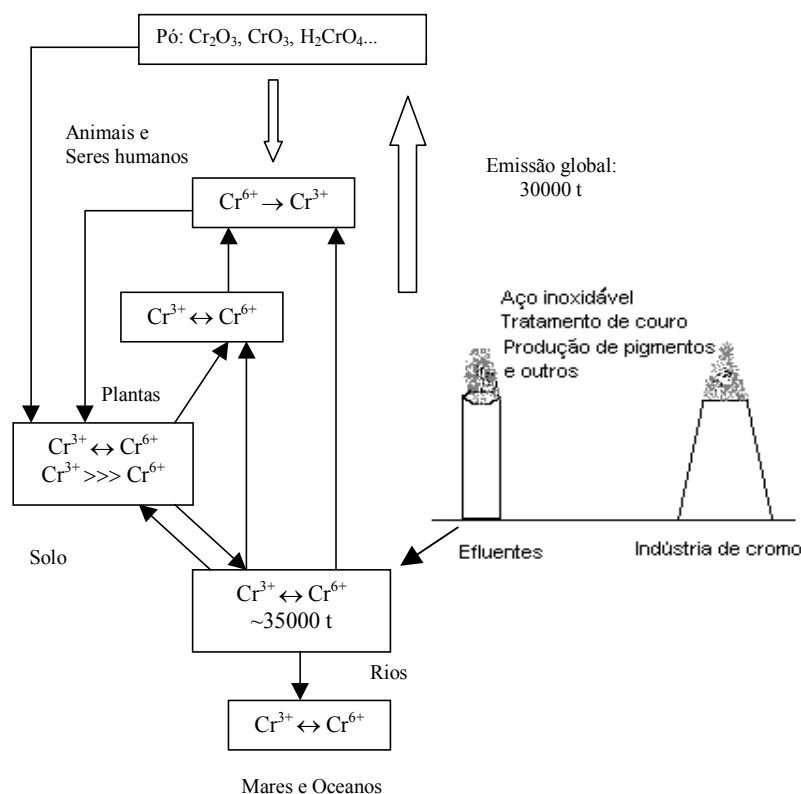 Pó: Cr₂O₃, CrO₃, H₂CrO₄...
Animais e
Seres humanos
Emissão global:
30000 t
Cr⁶⁺ → Cr³⁺
Cr³⁺ ↔ Cr⁶⁺
Aço inoxidável
Tratamento de couro
Produção de pigmentos
e outros
Plantas
Cr³⁺ ↔ Cr⁶⁺
Cr³⁺ >>> Cr⁶⁺
Solo
Efluentes
Indústria de cromo
Cr³⁺ ↔ Cr⁶⁺
~35000 t
Rios
Cr³⁺ ↔ Cr⁶⁺
Mares e Oceanos